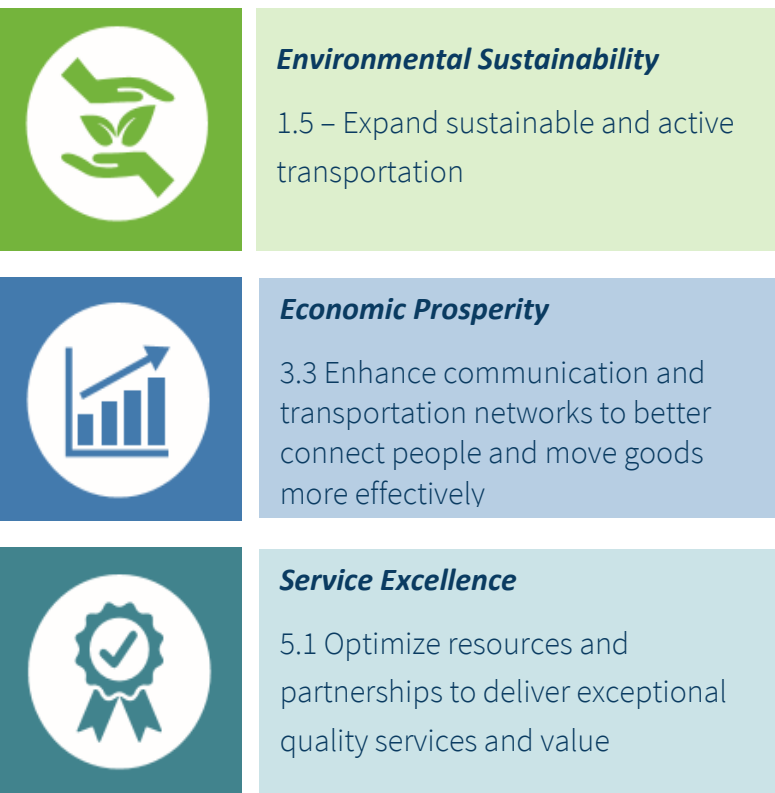 Environmental Sustainability
1.5 – Expand sustainable and active
transportation
Economic Prosperity
3.3 Enhance communication and
transportation networks to better
connect people and move goods
more effectively
Service Excellence
5.1 Optimize resources and
partnerships to deliver exceptional
quality services and value